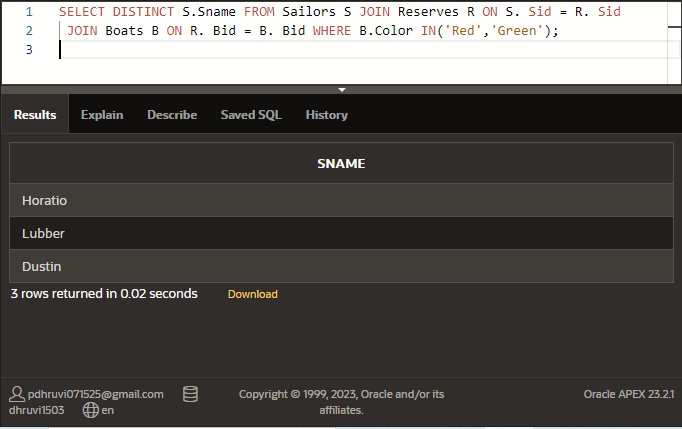 1 SELECT DISTINCT S.Sname FROM Sailors S JOIN Reserves R ON S. Sid = R. Sid
2 JOIN Boats B ON R. Bid = B. Bid WHERE B.Color IN('Red','Green');
3
Results Explain Describe Saved SQL History
SNAME
Horatio
Lubber
Dustin
3 rows returned in 0.02 seconds Download
pdhruvi071525@gmail.com
dhruvi1503 en
Copyright © 1999, 2023, Oracle and/or its
affiliates.
Oracle APEX 23.2.1